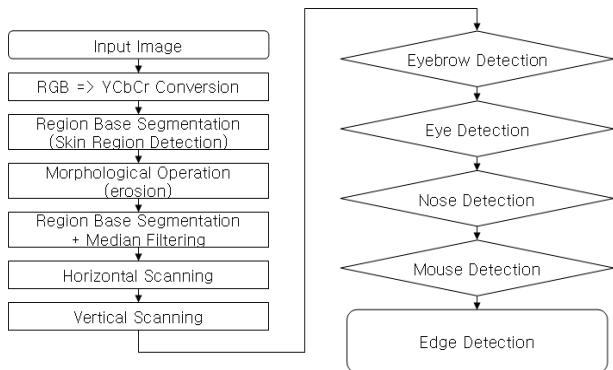 Input Image
RGB => YCbCr Conversion
Region Base Segmentation
(Skin Region Detection)
Morphological Operation
(erosion)
Region Base Segmentation
+ Median Filtering
Horizontal Scanning
Vertical Scanning
Eyebrow Detection
Eye Detection
Nose Detection
Mouse Detection
Edge Detection